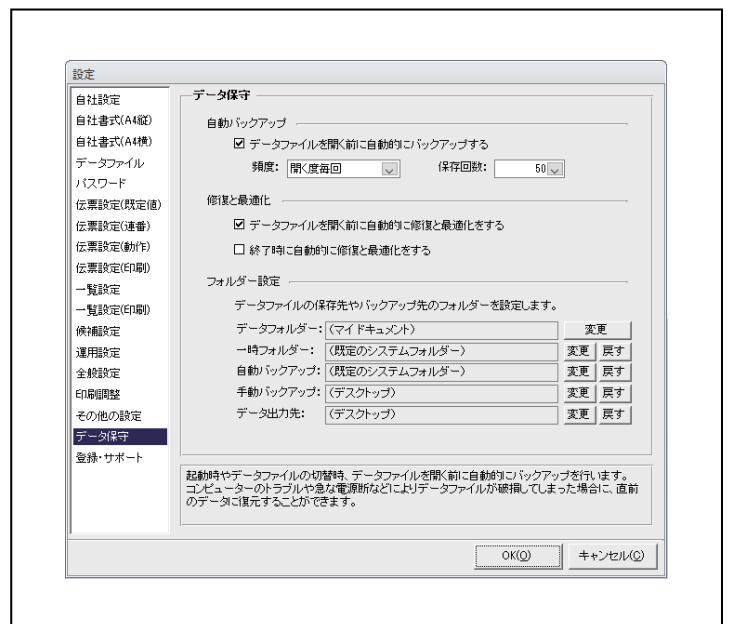 設定
自社設定
自社書式(A4縦)
自社書式(A4横)
データファイル
パスワード
伝票設定(既定値)
伝票設定(連番)
伝票設定(動作)
伝票設定(印刷)
一覧設定
一覧設定(印刷)
候補設定
運用設定
全般設定
印刷調整
その他の設定
データ保守
登録・サポート
データ保守
自動バックアップ
データファイルを開く前に自動的にバックアップする
頻度: 開く度毎回 保存回数: 50
修復と最適化
データファイルを開く前に自動的に修復と最適化をする
終了時に自動的に修復と最適化をする
フォルダー設定
データファイルの保存先やバックアップ先のフォルダーを設定します。
データフォルダー: (マイドキュメント) 変更
一時フォルダー: (既定のシステムフォルダー) 変更 戻す
自動バックアップ: (既定のシステムフォルダー) 変更 戻す
手動バックアップ: (デスクトップ) 変更 戻す
データ出力先: (デスクトップ) 変更 戻す
起動時やデータファイルの切替時、データファイルを開く前に自動的にバックアップを行います。
コンピューターのトラブルや急な電源断などによりデータファイルが破損してしまった場合に、直前
のデータに復元することができます。
OK(O) キャンセル(C)